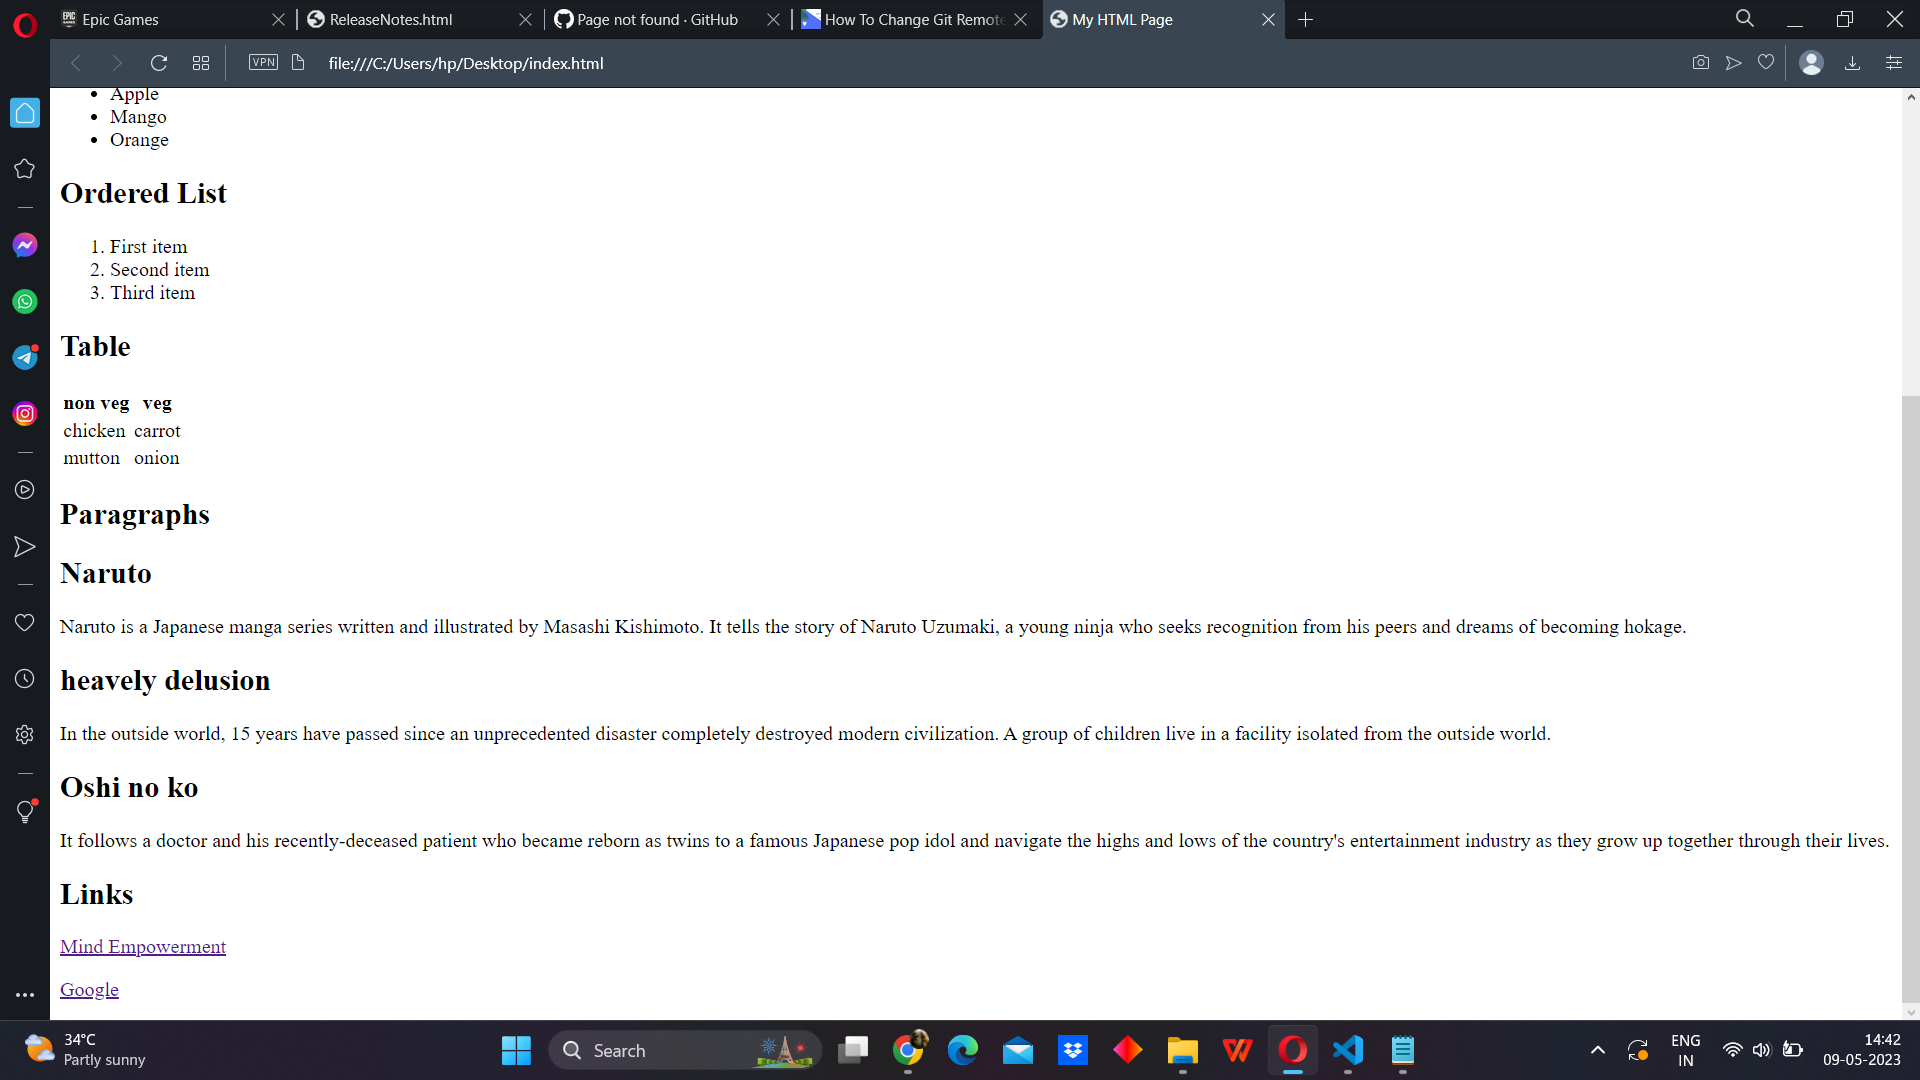 Epic Games
ReleaseNotes.html
Page not found · GitHub
How To Change Git Remote
My HTML Page
VPN
file:///C:/Users/hp/Desktop/index.html
• Apple
• Mango
• Orange
Ordered List
1. First item
2. Second item
3. Third item
Table
non veg veg
chicken carrot
mutton onion
Paragraphs
Naruto
Naruto is a Japanese manga series written and illustrated by Masashi Kishimoto. It tells the story of Naruto Uzumaki, a young ninja who seeks recognition from his peers and dreams of becoming hokage.
heavely delusion
In the outside world, 15 years have passed since an unprecedented disaster completely destroyed modern civilization. A group of children live in a facility isolated from the outside world.
Oshi no ko
It follows a doctor and his recently-deceased patient who became reborn as twins to a famous Japanese pop idol and navigate the highs and lows of the country's entertainment industry as they grow up together through their lives.
Links
Mind Empowerment
Google
34°C
Partly sunny
Search
ENG
IN
14:42
09-05-2023